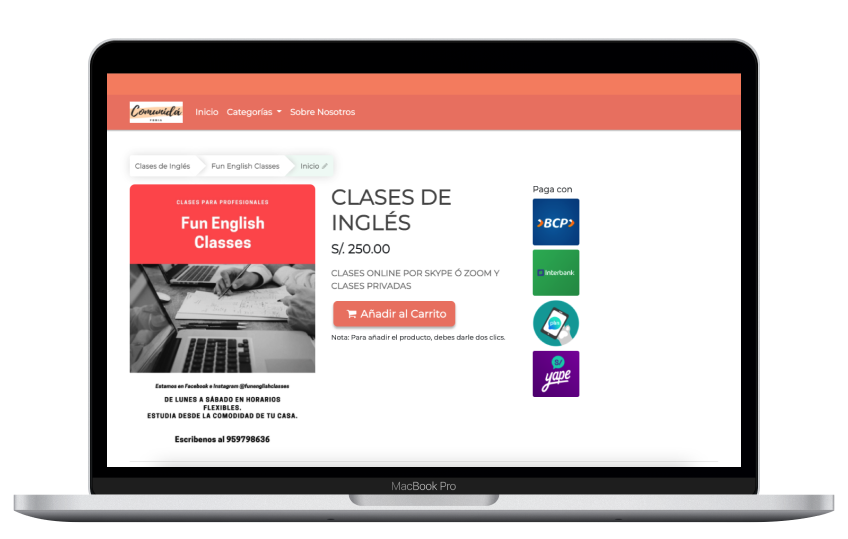 Comunidá
Inicio Categorías Sobre Nosotros
Clases de Inglés Fun English Classes Inicio
CLASES PARA PROFESIONALES
Fun English
Classes
Estamos en Facebook e Instagram @funenglishclasses
DE LUNES A SÁBADO EN HORARIOS
FLEXIBLES.
ESTUDIA DESDE LA COMODIDAD DE TU CASA.
Escribenos al 959798636
CLASES DE
INGLÉS
S/. 250.00
CLASES ONLINE POR SKYPE Ó ZOOM Y
CLASES PRIVADAS
Añadir al Carrito
Nota: Para añadir el producto, debes darle dos clics.
Paga con
BCP
Interbank
yape
MacBook Pro